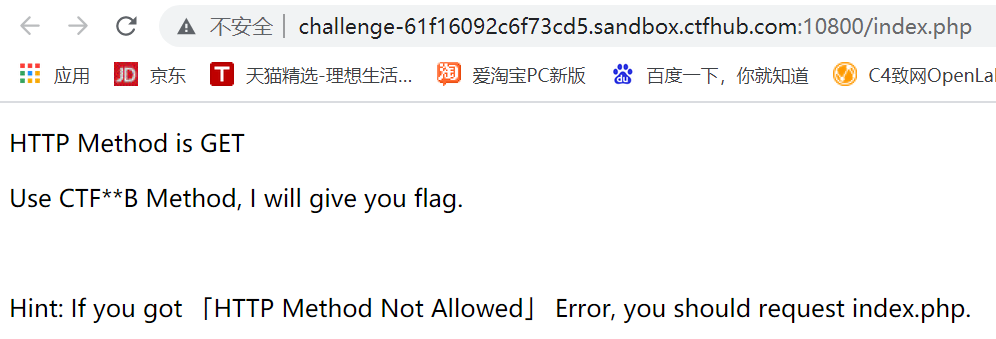 不安全 challenge-61f16092c6f73cd5.sandbox.ctfhub.com:10800/index.php
应用 JD 京东 T 天猫精选-理想生活... 淘 爱淘宝PC新版 百度一下，你就知道 C4致网OpenLal
HTTP Method is GET
Use CTF**B Method, I will give you flag.
Hint: If you got「HTTP Method Not Allowed」 Error, you should request index.php.